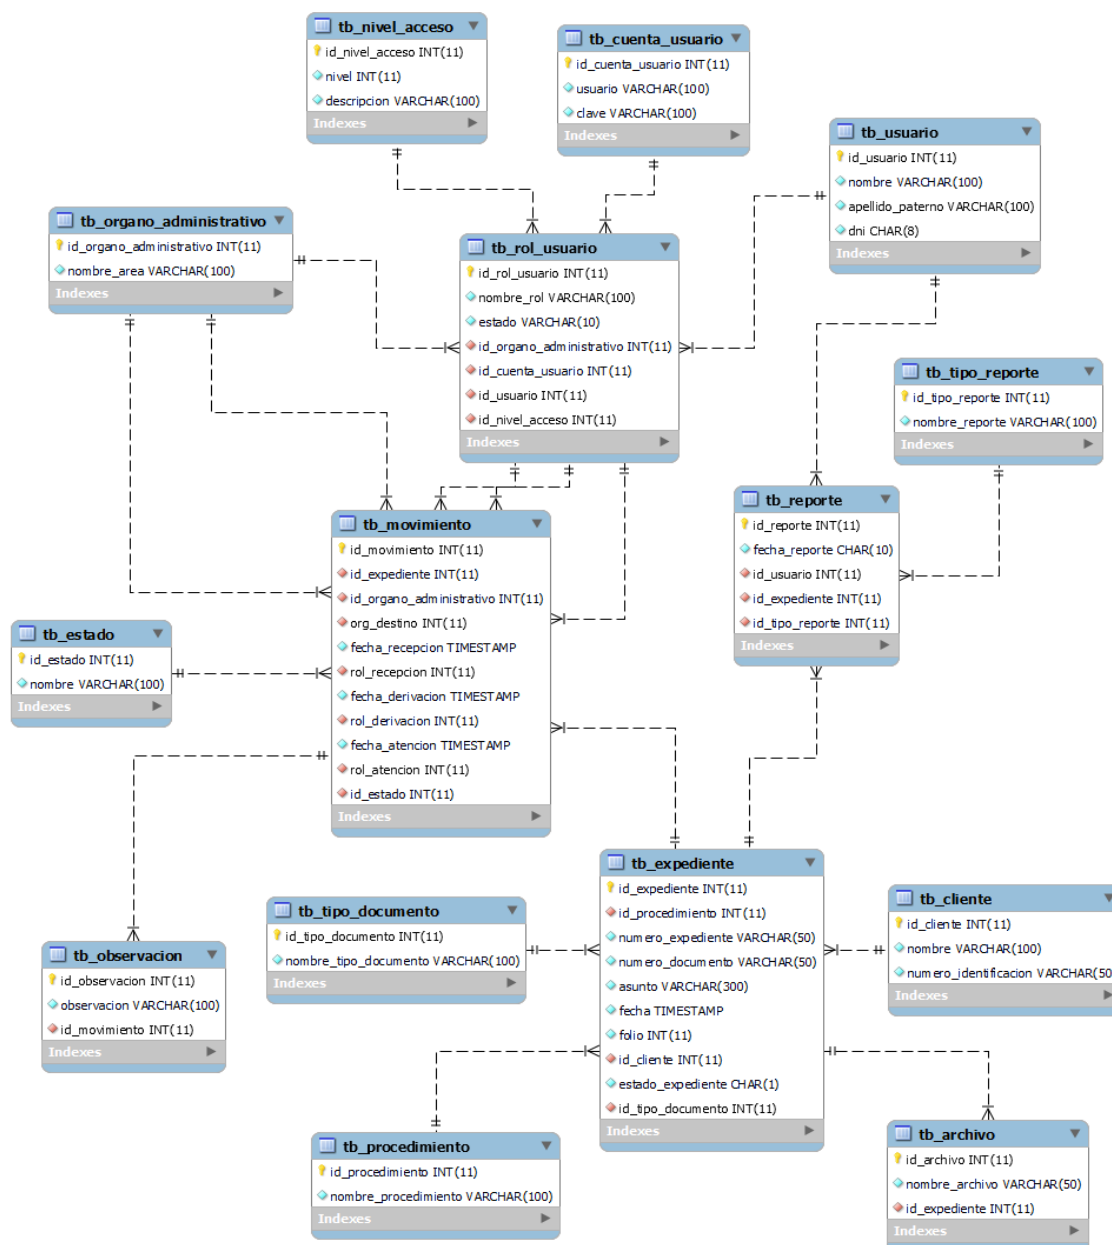 tb_nivel_acceso
id_nivel_acceso INT(11)
nivel INT(11)
descripcion VARCHAR(100)
Indexes
tb_cuenta_usuario
id_cuenta_usuario INT(11)
usuario VARCHAR(100)
clave VARCHAR(100)
Indexes
tb_usuario
id_usuario INT(11)
nombre VARCHAR(100)
apellido_paterno VARCHAR(100)
dni CHAR(8)
Indexes
tb_organo_administrativo
id_organo_administrativo INT(11)
nombre_area VARCHAR(100)
Indexes
tb_rol_usuario
id_rol_usuario INT(11)
nombre_rol VARCHAR(100)
estado VARCHAR(10)
id_organo_administrativo INT(11)
id_cuenta_usuario INT(11)
id_usuario INT(11)
id_nivel_acceso INT(11)
Indexes
tb_tipo_reporte
id_tipo_reporte INT(11)
nombre_reporte VARCHAR(100)
Indexes
tb_reporte
id_reporte INT(11)
fecha_reporte CHAR(10)
id_usuario INT(11)
id_expediente INT(11)
id_tipo_reporte INT(11)
Indexes
tb_movimiento
id_movimiento INT(11)
id_expediente INT(11)
id_organo_administrativo INT(11)
org_destino INT(11)
fecha_recepcion TIMESTAMP
rol_recepcion INT(11)
fecha_derivacion TIMESTAMP
rol_derivacion INT(11)
fecha_atencion TIMESTAMP
rol_atencion INT(11)
id_estado INT(11)
Indexes
tb_estado
id_estado INT(11)
nombre VARCHAR(100)
Indexes
tb_expediente
id_expediente INT(11)
id_procedimiento INT(11)
numero_expediente VARCHAR(50)
numero_documento VARCHAR(50)
asunto VARCHAR(300)
fecha TIMESTAMP
folio INT(11)
id_cliente INT(11)
estado_expediente CHAR(1)
id_tipo_documento INT(11)
Indexes
tb_tipo_documento
id_tipo_documento INT(11)
nombre_tipo_documento VARCHAR(100)
Indexes
tb_cliente
id_cliente INT(11)
nombre VARCHAR(100)
numero_identificacion VARCHAR(50
Indexes
tb_observacion
id_observacion INT(11)
observacion VARCHAR(100)
id_movimiento INT(11)
Indexes
tb_procedimiento
id_procedimiento INT(11)
nombre_procedimiento VARCHAR(100)
Indexes
tb_archivo
id_archivo INT(11)
nombre_archivo VARCHAR(50)
id_expediente INT(11)
Indexes